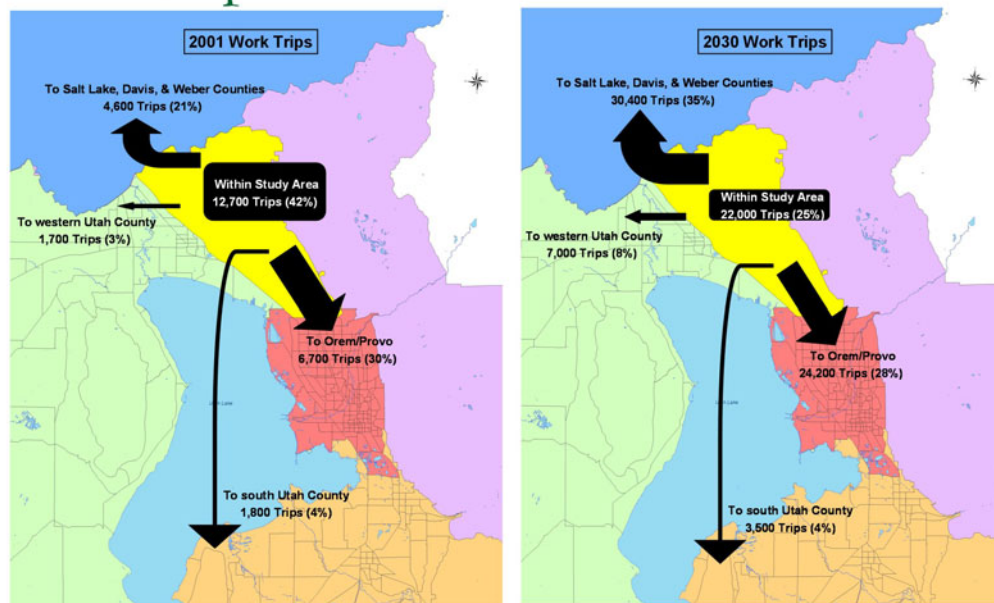 2001 Work Trips
To Salt Lake, Davis, & Weber Counties
4,600 Trips (21%)
Within Study Area
12,700 Trips (42%)
To western Utah County
1,700 Trips (3%)
To Orem/Provo
6,700 Trips (30%)
To south Utah County
1,800 Trips (4%)
2030 Work Trips
To Salt Lake, Davis, & Weber Counties
30,400 Trips (35%)
Within Study Area
22,000 Trips (25%)
To western Utah County
7,000 Trips (8%)
To Orem/Provo
24,200 Trips (28%)
To south Utah County
3,500 Trips (4%)